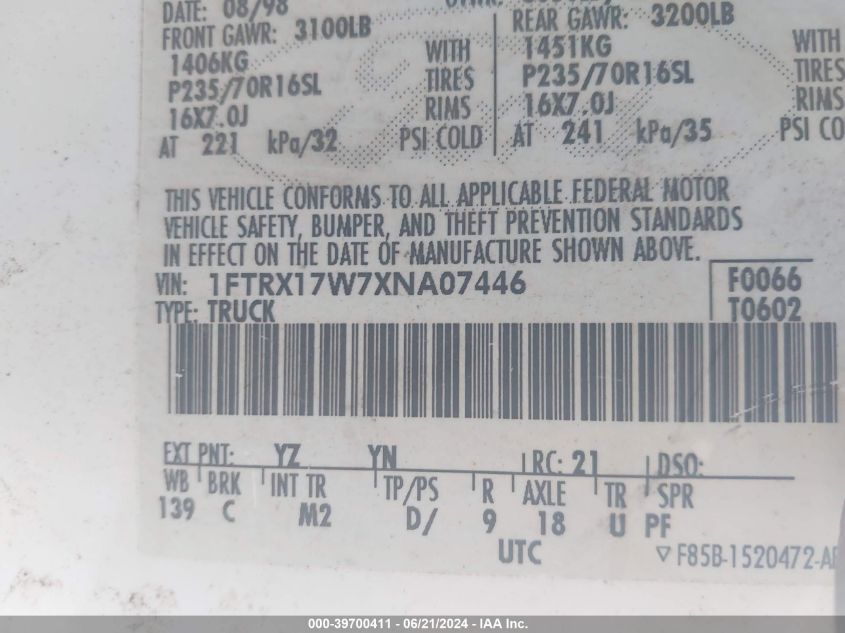 DATE: 08/98
FRONT GAWR: 3100LB REAR GAWR: 3200LB
1406KG WITH 1451KG WITH
P235/70R16SL TIRES P235/70R16SL TIRES
16X7.0J RIMS 16X7.0J RIMS
AT 221 kPa/32 PSI COLD AT 241 kPa/35 PSI CO
THIS VEHICLE CONFORMS TO ALL APPLICABLE FEDERAL MOTOR
VEHICLE SAFETY, BUMPER, AND THEFT PREVENTION STANDARDS
IN EFFECT ON THE DATE OF MANUFACTURE SHOWN ABOVE.
VIN: 1FTRX17W7XNA07446 F0066
TYPE: TRUCK T0602
EXT PNT: YZ YN RC: 21 DSO:
WB BRK INT TR TP/PS R AXLE TR SPR
139 C M2 D/ 9 18 U PF
UTC
▽ F85B-1520472-A
000-39700411 - 06/21/2024 - IAA Inc.